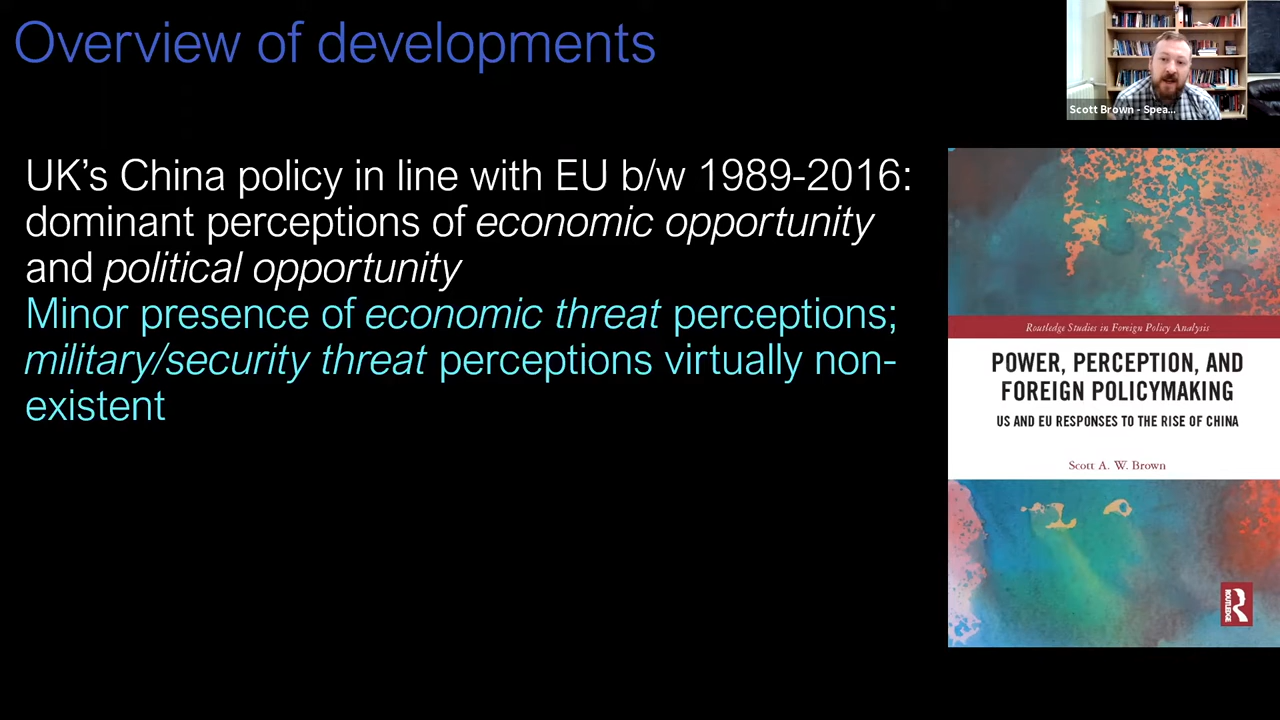 Overview of developments
Scott Brown - Spea...
UK's China policy in line with EU b/w 1989-2016:
dominant perceptions of economic opportunity
and political opportunity
Minor presence of economic threat perceptions;
military/security threat perceptions virtually non-
existent
Routledge Studies in Foreign Policy Analysis
POWER, PERCEPTION, AND
FOREIGN POLICYMAKING
US AND EU RESPONSES TO THE RISE OF CHINA
Scott A. W. Brown
ROUTLEDGE